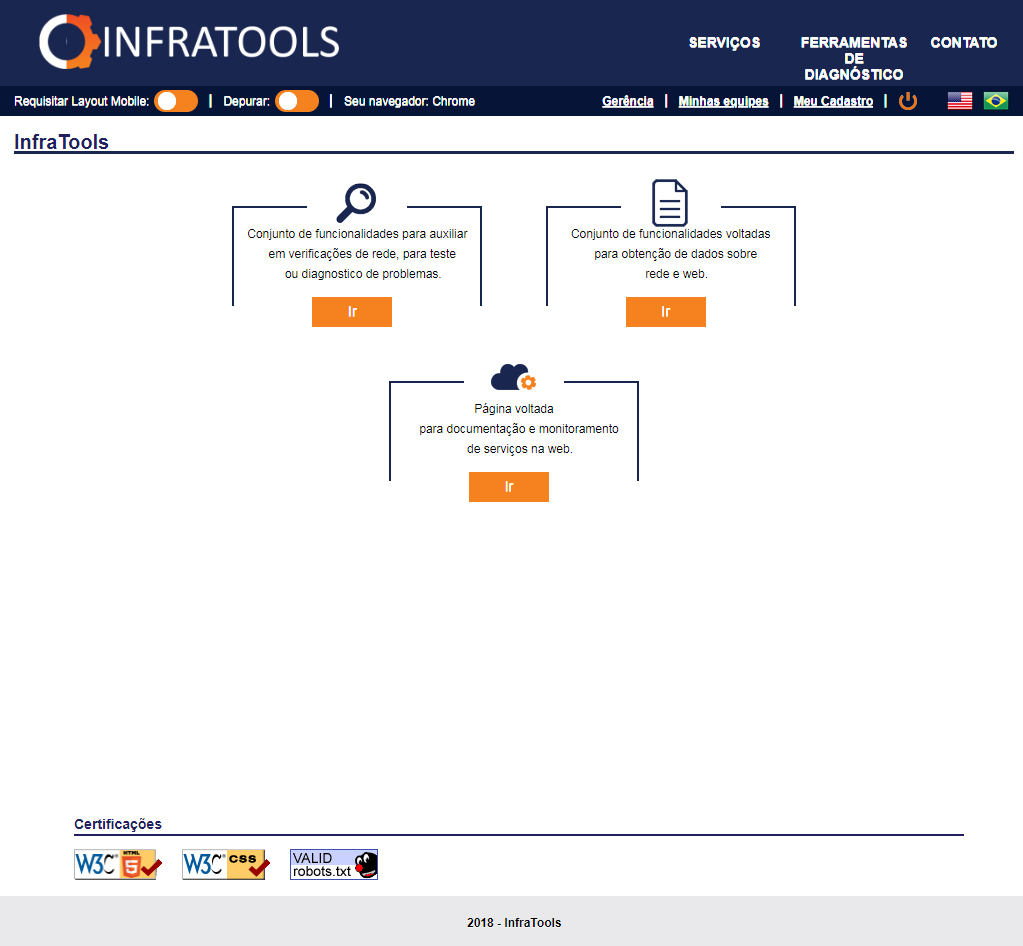 INFRATOOLS
SERVIÇOS
FERRAMENTAS
DE
DIAGNÓSTICO
CONTATO
Requisitar Layout Mobile: | Depurar: | Seu navegador: Chrome
Gerência | Minhas equipes | Meu Cadastro |
InfraTools
Conjunto de funcionalidades para auxiliar
em verificações de rede, para teste
ou diagnostico de problemas.
Ir
Conjunto de funcionalidades voltadas
para obtenção de dados sobre
rede e web.
Ir
Página voltada
para documentação e monitoramento
de serviços na web.
Ir
Certificações
W3C® HTML 5
W3C® CSS
VALID
robots.txt
2018 - InfraTools